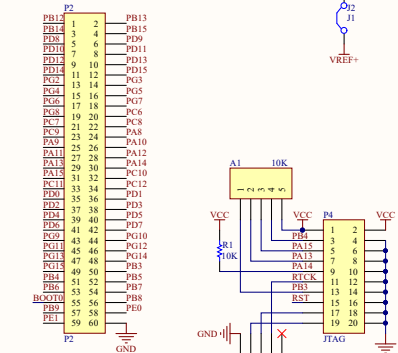 P2
PB12 1 2 PB13
PB14 3 4 PB15
PD8 5 6 PD9
PD10 7 8 PD11
PD12 9 10 PD13
PD14 11 12 PD15
PG2 13 14 PG3
PG4 15 16 PG5
PG6 17 18 PG7
PG8 19 20 PC6
PC7 21 22 PC8
PC9 23 24 PA8
PA9 25 26 PA10
PA11 27 28 PA12
PA13 29 30 PA14
PA15 31 32 PC10
PC11 33 34 PC12
PD0 35 36 PD1
PD2 37 38 PD3
PD4 39 40 PD5
PD6 41 42 PD7
PG9 43 44 PG10
PG11 45 46 PG12
PG13 47 48 PG14
PG15 49 50 PB3
PB4 51 52 PB5
PB6 53 54 PB7
BOOT0 55 56 PB8
PB9 57 58 PE0
PE1 59 60
P2
GND
J2
J1
VREF+
A1 10K
1 2 3 4 5
VCC
R1
10K
VCC
P4
VCC
1 2
PB4 3 4
PA15 5 6
PA13 7 8
PA14 9 10
RTCK 11 12
PB3 13 14
RST 15 16
17 18
19 20
JTAG
GND